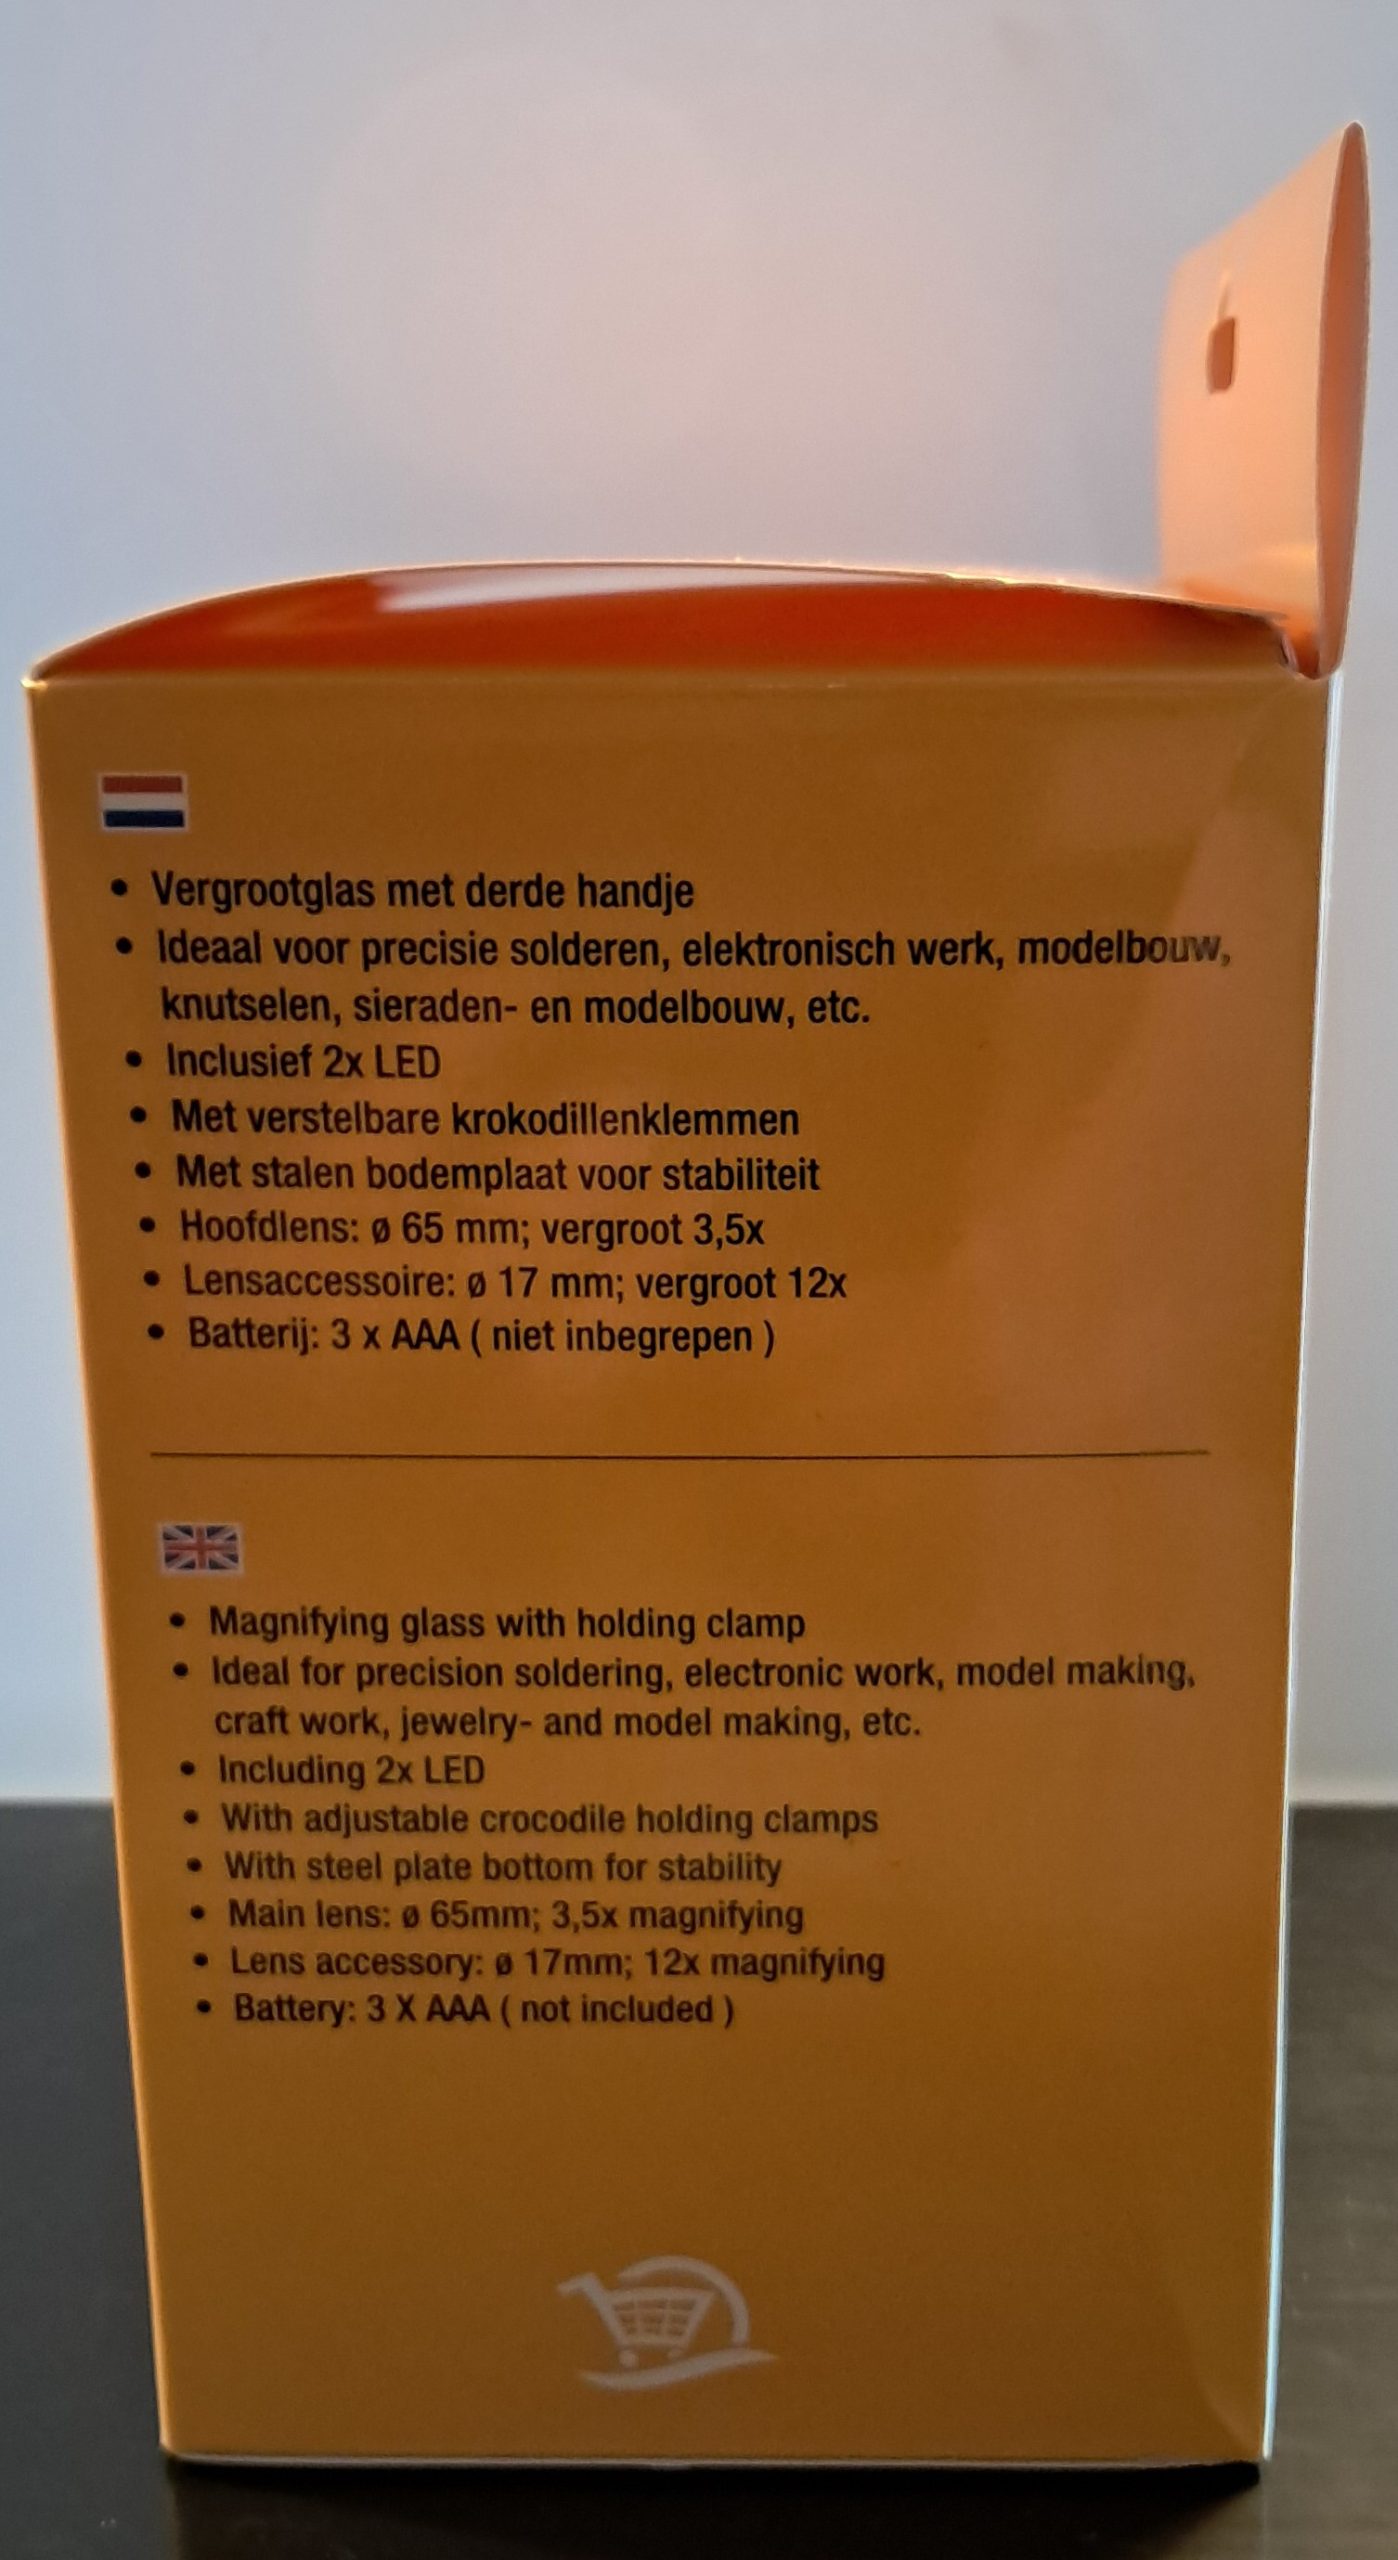 • Vergrootglas met derde handje
• Ideaal voor precisie solderen, elektronisch werk, modelbouw,
knutselen, sieraden- en modelbouw, etc.
• Inclusief 2x LED
• Met verstelbare krokodillenklemmen
• Met stalen bodemplaat voor stabiliteit
• Hoofdlens: ø 65 mm; vergroot 3,5x
• Lensaccessoire: ø 17 mm; vergroot 12x
• Batterij: 3 x AAA ( niet inbegrepen )
• Magnifying glass with holding clamp
• Ideal for precision soldering, electronic work, model making,
craft work, jewelry- and model making, etc.
• Including 2x LED
• With adjustable crocodile holding clamps
• With steel plate bottom for stability
• Main lens: ø 65mm; 3,5x magnifying
• Lens accessory: ø 17mm; 12x magnifying
• Battery: 3 X AAA ( not included )